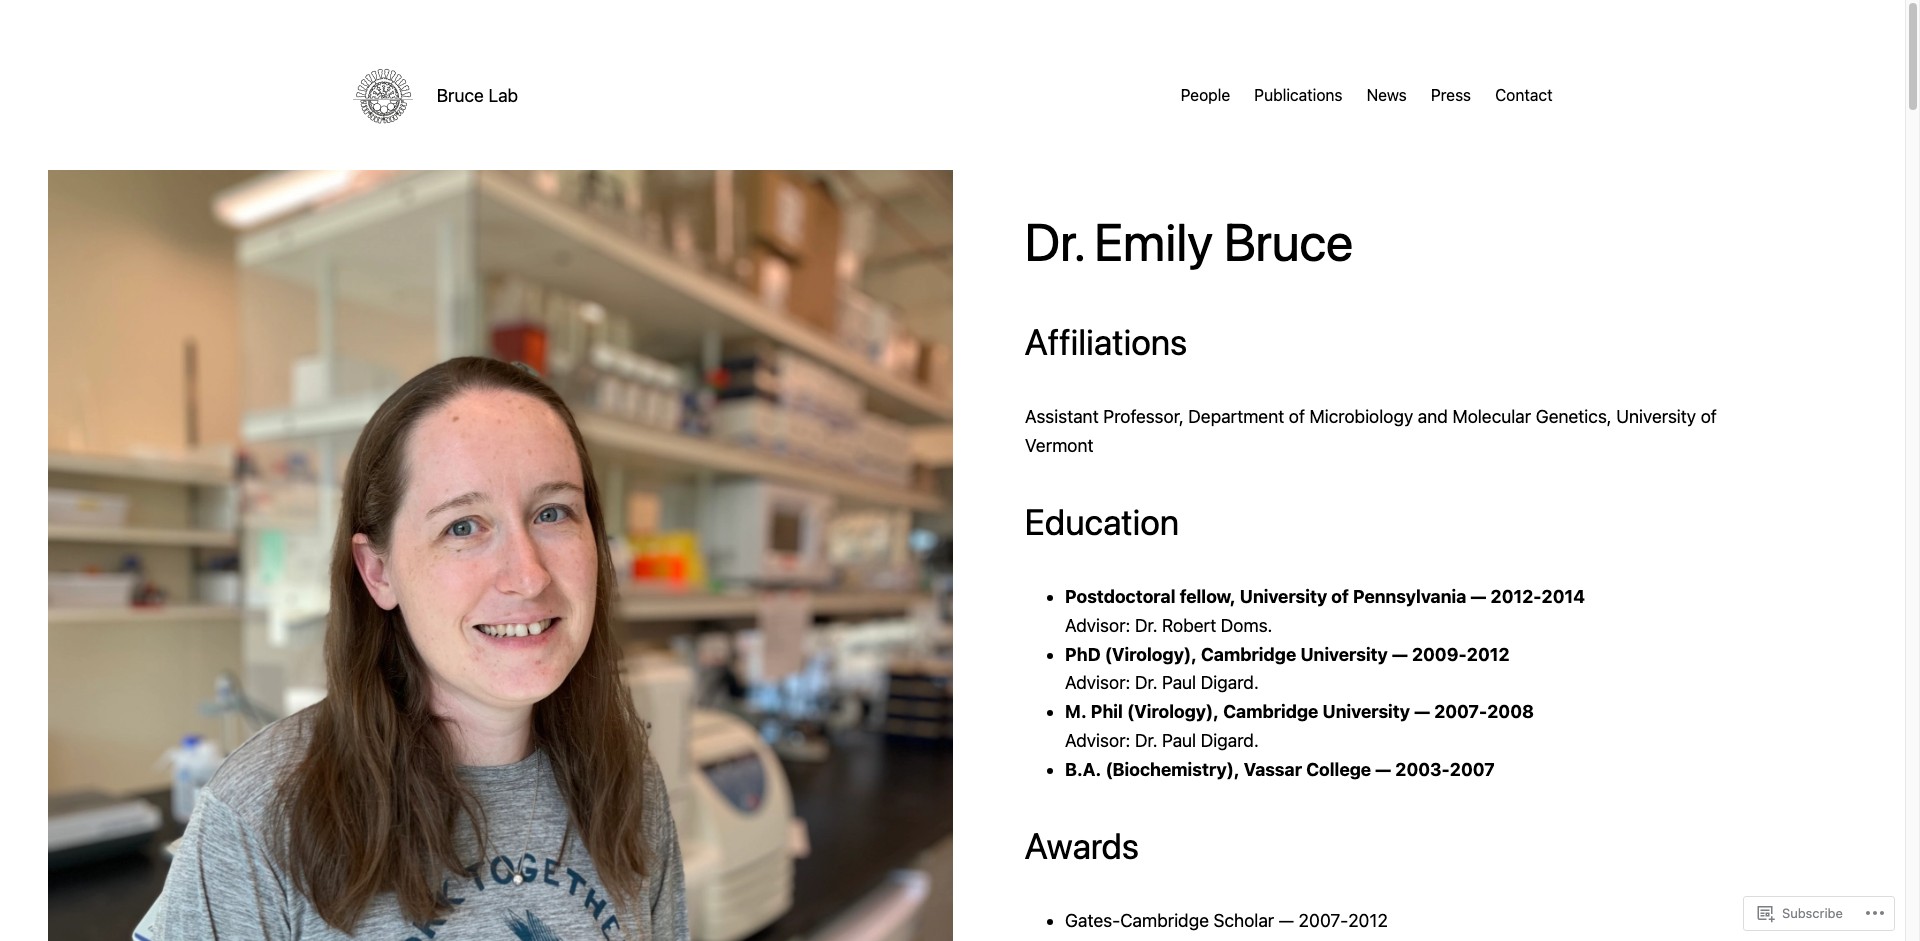 Bruce Lab
People Publications News Press Contact
Dr. Emily Bruce
Affiliations
Assistant Professor, Department of Microbiology and Molecular Genetics, University of
Vermont
Education
Postdoctoral fellow, University of Pennsylvania — 2012-2014
Advisor: Dr. Robert Doms.
PhD (Virology), Cambridge University — 2009-2012
Advisor: Dr. Paul Digard.
M. Phil (Virology), Cambridge University — 2007-2008
Advisor: Dr. Paul Digard.
B.A. (Biochemistry), Vassar College — 2003-2007
Awards
Gates-Cambridge Scholar — 2007-2012
Subscribe